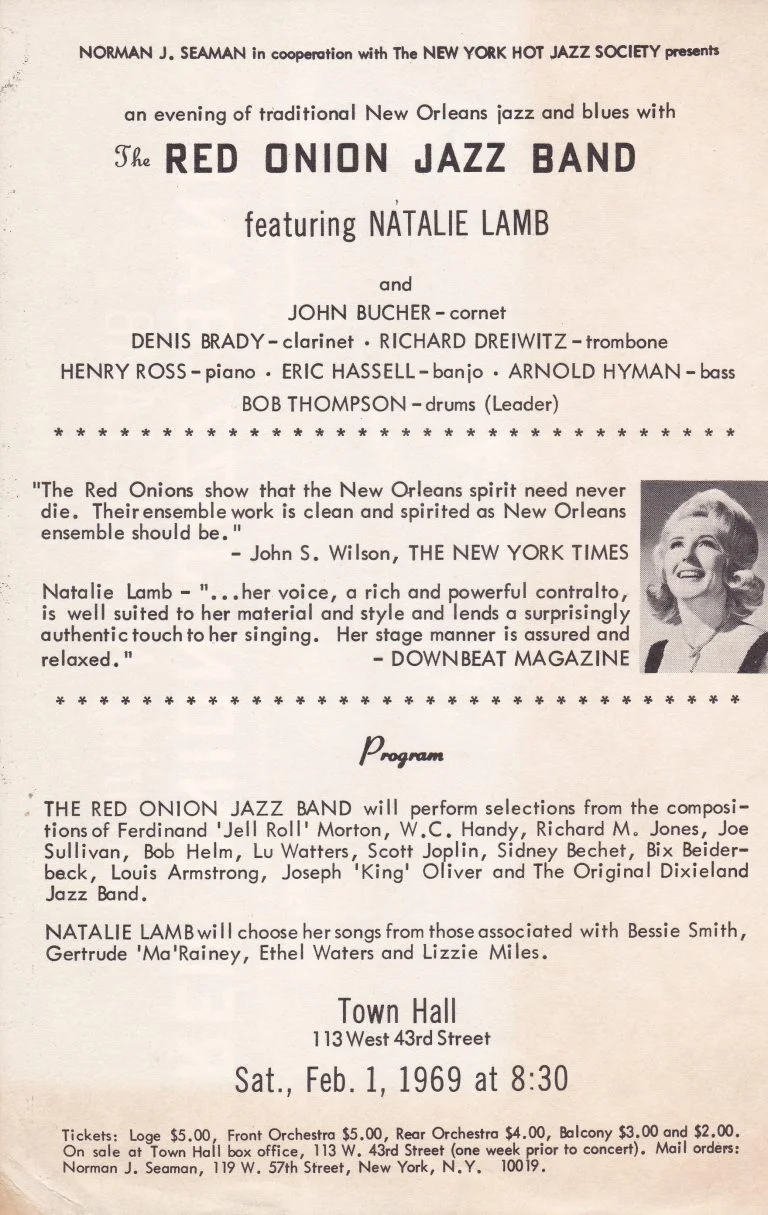 NORMAN J. SEAMAN in cooperation with The NEW YORK HOT JAZZ SOCIETY presents
an evening of traditional New Orleans jazz and blues with
The RED ONION JAZZ BAND
featuring NATALIE LAMB
and
JOHN BUCHER – cornet
DENIS BRADY – clarinet • RICHARD DREIWITZ – trombone
HENRY ROSS – piano • ERIC HASSELL – banjo • ARNOLD HYMAN – bass
BOB THOMPSON – drums (Leader)
* * * * * * * * * * * * * * * * * * * * * * * * * * * * * * * *
"The Red Onions show that the New Orleans spirit need never
die. Their ensemble work is clean and spirited as New Orleans
ensemble should be."
– John S. Wilson, THE NEW YORK TIMES
Natalie Lamb – "...her voice, a rich and powerful contralto,
is well suited to her material and style and lends a surprisingly
authentic touch to her singing. Her stage manner is assured and
relaxed." – DOWNBEAT MAGAZINE
* * * * * * * * * * * * * * * * * * * * * * * * * * * * * * * *
Program
THE RED ONION JAZZ BAND will perform selections from the composi–
tions of Ferdinand 'Jell Roll' Morton, W.C. Handy, Richard M. Jones, Joe
Sullivan, Bob Helm, Lu Watters, Scott Joplin, Sidney Bechet, Bix Beider–
beck, Louis Armstrong, Joseph 'King' Oliver and The Original Dixieland
Jazz Band.
NATALIE LAMB will choose her songs from those associated with Bessie Smith,
Gertrude 'Ma'Rainey, Ethel Waters and Lizzie Miles.
Town Hall
113 West 43rd Street
Sat., Feb. 1, 1969 at 8:30
Tickets: Loge $5.00, Front Orchestra $5.00, Rear Orchestra $4.00, Balcony $3.00 and $2.00.
On sale at Town Hall box office, 113 W. 43rd Street (one week prior to concert). Mail orders:
Norman J. Seaman, 119 W. 57th Street, New York, N.Y. 10019.